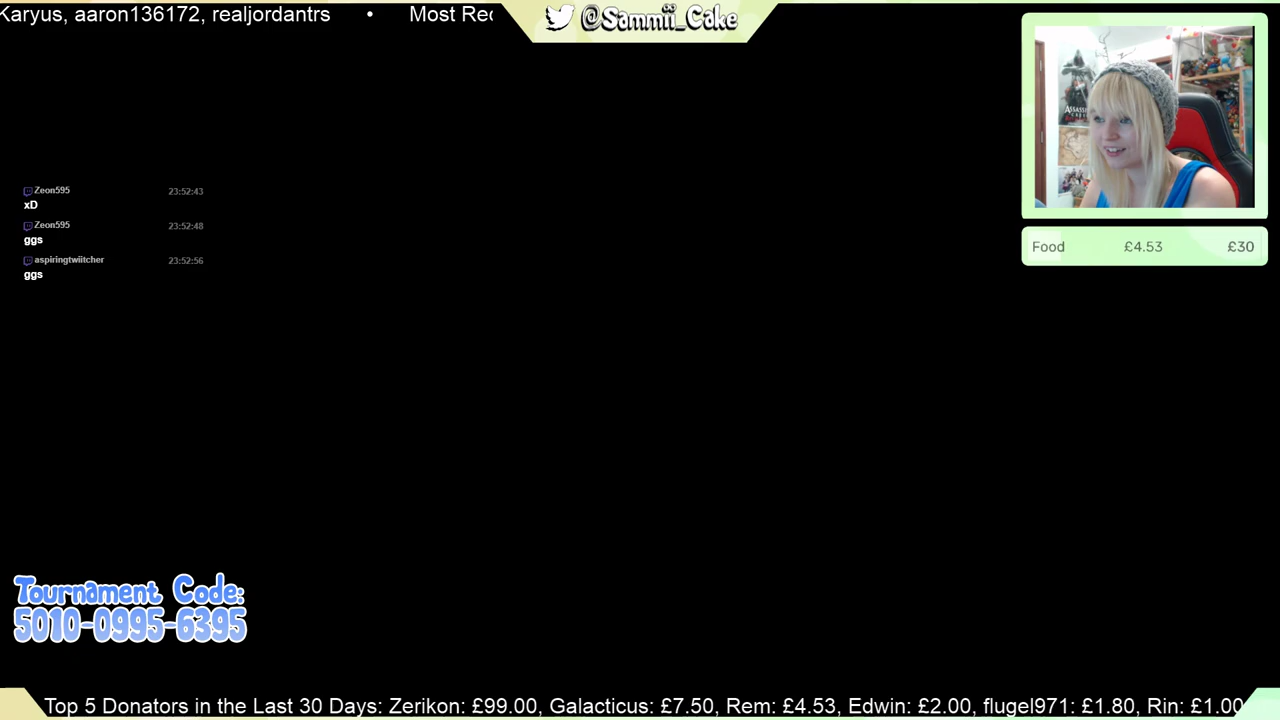 Karyus, aaron136172, realjordantrs • Most Rec
@Sammii_Cake
ASSASSIN'S
Zeon595 23:52:43
xD
Zeon595 23:52:48
ggs
aspiringtwiitcher 23:52:56
ggs
Food £4.53 £30
Tournament Code:
5010-0995-6395
Top 5 Donators in the Last 30 Days: Zerikon: £99.00, Galacticus: £7.50, Rem: £4.53, Edwin: £2.00, flugel971: £1.80, Rin: £1.00